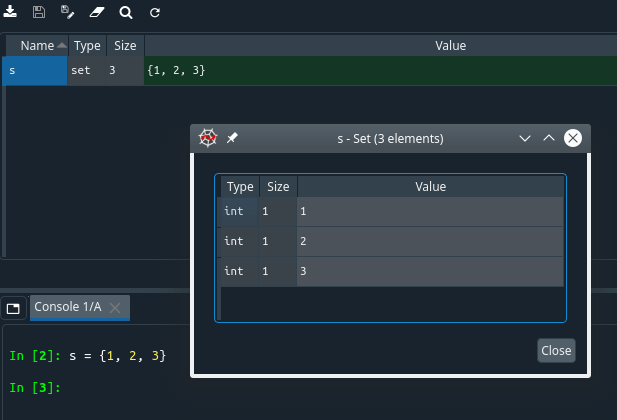 Name Type Size Value
s set 3 {1, 2, 3}
s - Set (3 elements)
Type Size Value
int 1 1
int 1 2
int 1 3
Close
Console 1/A
In [2]: s = {1, 2, 3}
In [3]: